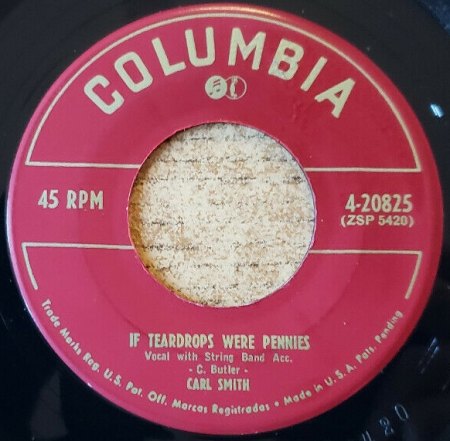 COLUMBIA
45 RPM
4-20825
(ZSP 5420)
IF TEARDROPS WERE PENNIES
Vocal with String Band Acc.
- C. Butler -
CARL SMITH
Trade Marks Reg. U.S. Pat. Off. Marcas Registradas • Made in U.S.A. Pats. Pending